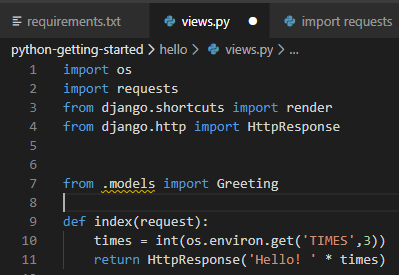 requirements.txt views.py import requests
python-getting-started > hello > views.py > ...
1 import os
2 import requests
3 from django.shortcuts import render
4 from django.http import HttpResponse
5
6
7 from .models import Greeting
8
9 def index(request):
10 times = int(os.environ.get('TIMES',3))
11 return HttpResponse('Hello! ' * times)